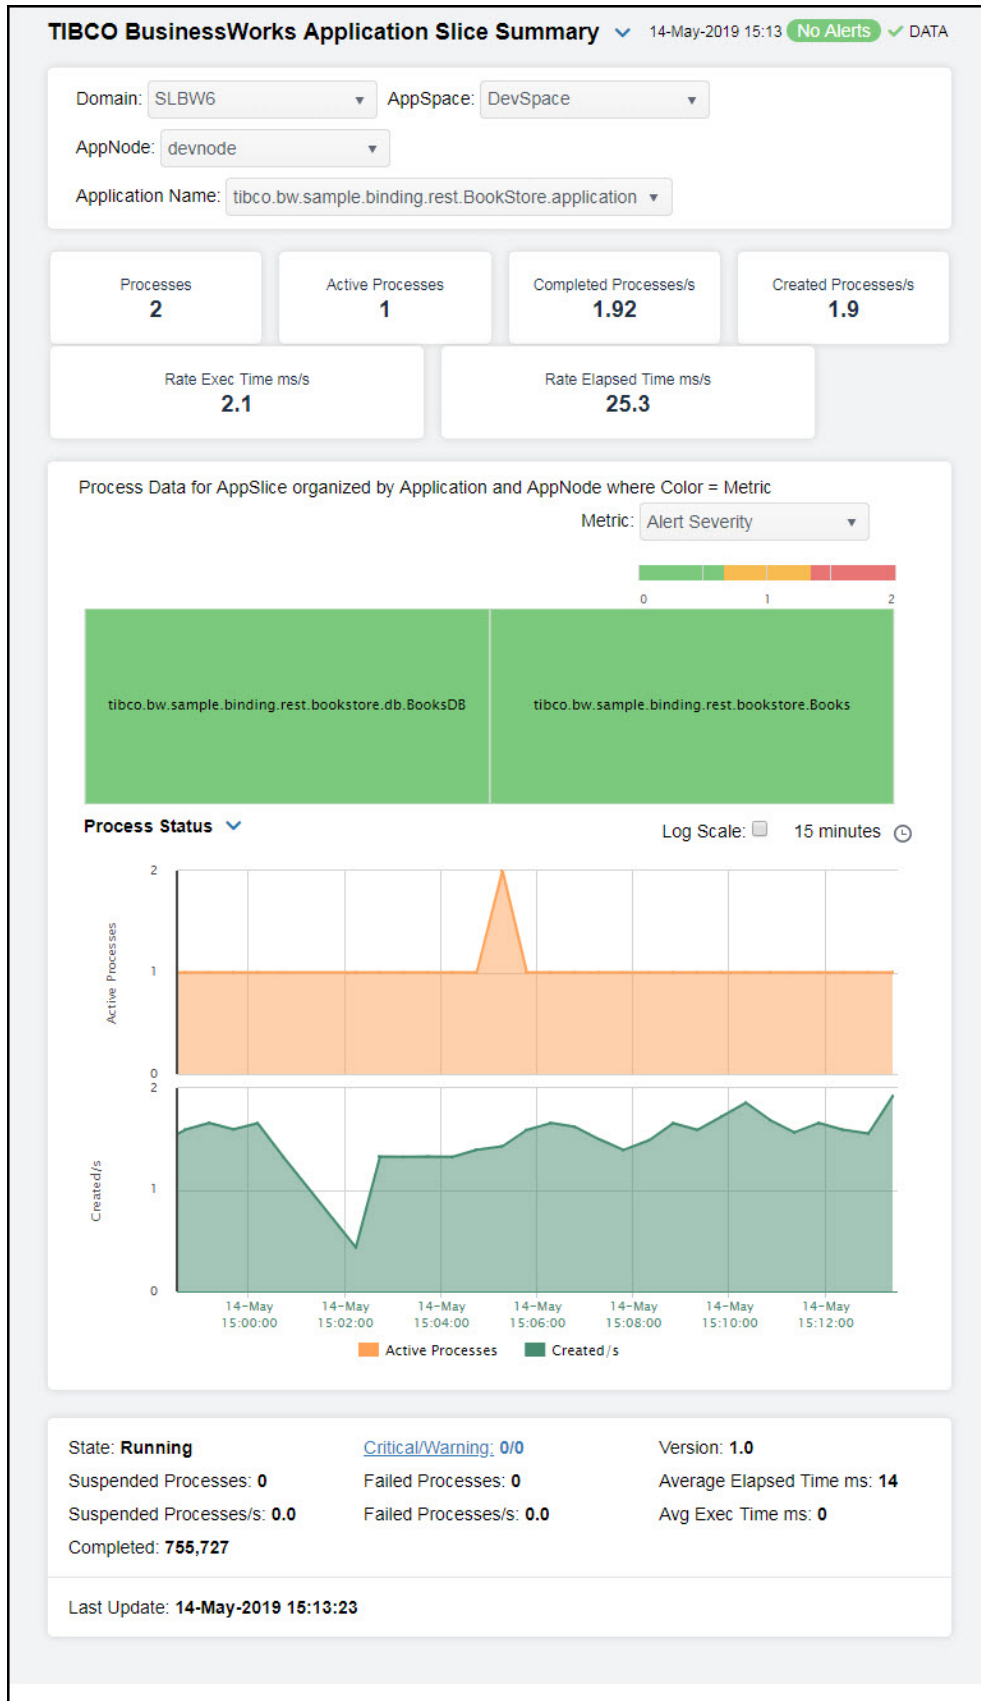 TIBCO BusinessWorks Application Slice Summary 14-May-2019 15:13 No Alerts DATA
Domain: SLBW6 AppSpace: DevSpace
AppNode: devnode
Application Name: tibco.bw.sample.binding.rest.BookStore.application
Processes Active Processes Completed Processes/s Created Processes/s
2 1 1.92 1.9
Rate Exec Time ms/s Rate Elapsed Time ms/s
2.1 25.3
Process Data for AppSlice organized by Application and AppNode where Color = Metric
Metric: Alert Severity
0 1 2
tibco.bw.sample.binding.rest.bookstore.db.BooksDB tibco.bw.sample.binding.rest.bookstore.Books
Process Status Log Scale: 15 minutes
2
Active Processes
1
0
2
Created/s
1
0
14-May 14-May 14-May 14-May 14-May 14-May 14-May
15:00:00 15:02:00 15:04:00 15:06:00 15:08:00 15:10:00 15:12:00
Active Processes Created/s
State: Running Critical/Warning: 0/0 Version: 1.0
Suspended Processes: 0 Failed Processes: 0 Average Elapsed Time ms: 14
Suspended Processes/s: 0.0 Failed Processes/s: 0.0 Avg Exec Time ms: 0
Completed: 755,727
Last Update: 14-May-2019 15:13:23